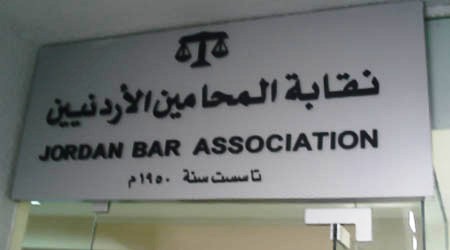 نقابة المحامين الأردنيين
JORDAN BAR ASSOCIATION
تأسست سنة ١٩٥٠م